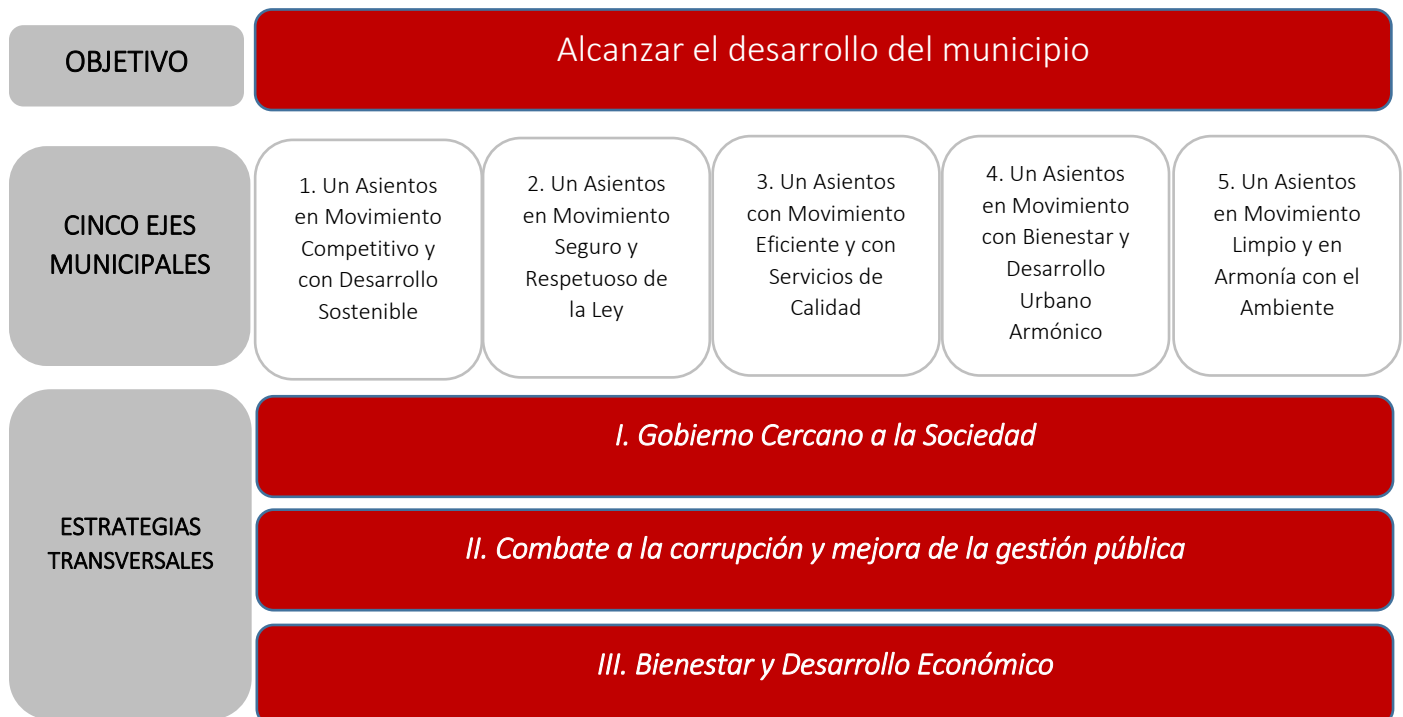 OBJETIVO
Alcanzar el desarrollo del municipio
CINCO EJES
MUNICIPALES
1. Un Asientos
en Movimiento
Competitivo y
con Desarrollo
Sostenible
2. Un Asientos
en Movimiento
Seguro y
Respetuoso de
la Ley
3. Un Asientos
con Movimiento
Eficiente y con
Servicios de
Calidad
4. Un Asientos
en Movimiento
con Bienestar y
Desarrollo
Urbano
Armónico
5. Un Asientos
en Movimiento
Limpio y en
Armonía con el
Ambiente
ESTRATEGIAS
TRANSVERSALES
I. Gobierno Cercano a la Sociedad
II. Combate a la corrupción y mejora de la gestión pública
III. Bienestar y Desarrollo Económico